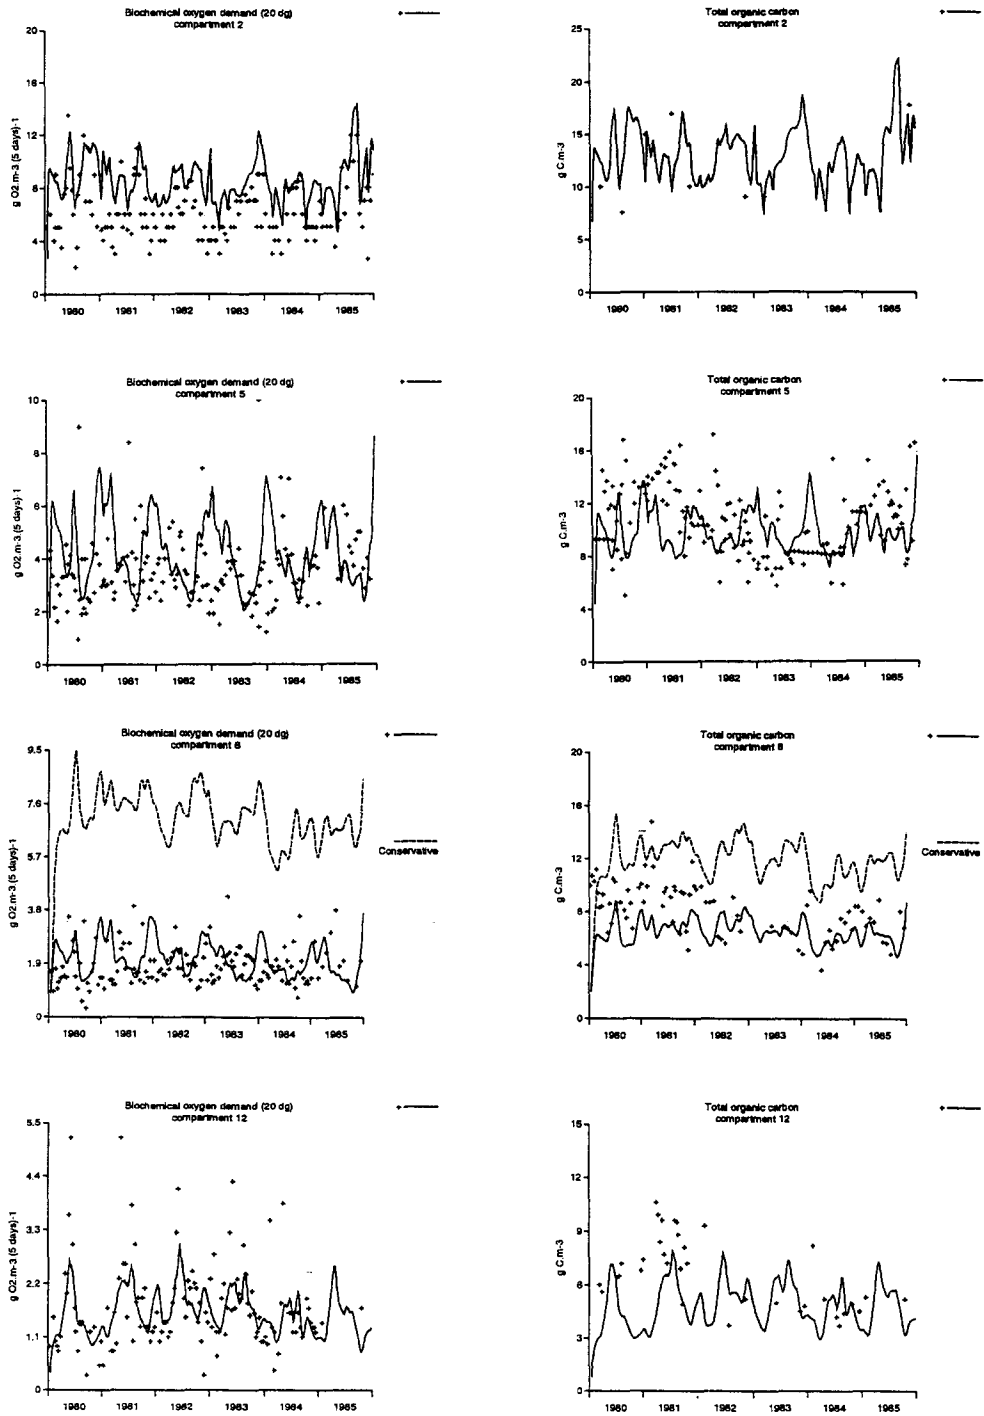 Biochemical oxygen demand (20 dg)
compartment 2
g O2.m-3.(5 days)-1
20
16
12
8
4
0
1980 1981 1982 1983 1984 1985
Total organic carbon
compartment 2
g C.m-3
25
20
15
10
5
0
1980 1981 1982 1983 1984 1985
Biochemical oxygen demand (20 dg)
compartment 5
g O2.m-3.(5 days)-1
10
8
6
4
2
0
1980 1981 1982 1983 1984 1985
Total organic carbon
compartment 5
g C.m-3
20
16
12
8
4
0
1980 1981 1982 1983 1984 1985
Biochemical oxygen demand (20 dg)
compartment 8
g O2.m-3.(5 days)-1
9.5
7.6
5.7
3.8
1.9
0
1980 1981 1982 1983 1984 1985
Conservative
Total organic carbon
compartment 8
g C.m-3
20
16
12
8
4
0
1980 1981 1982 1983 1984 1985
Conservative
Biochemical oxygen demand (20 dg)
compartment 12
g O2.m-3.(5 days)-1
5.5
4.4
3.3
2.2
1.1
0
1980 1981 1982 1983 1984 1985
Total organic carbon
compartment 12
g C.m-3
15
12
9
6
3
0
1980 1981 1982 1983 1984 1985